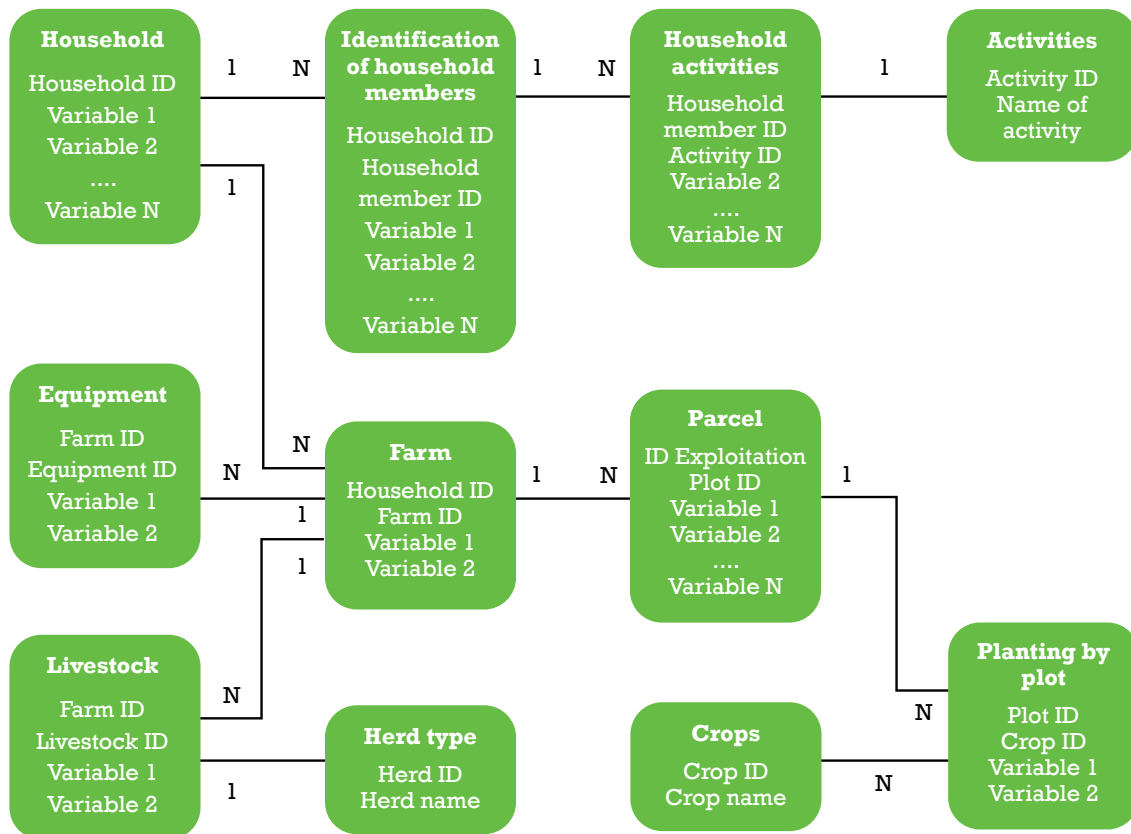 Household
Household ID
Variable 1
Variable 2
....
Variable N
1
N
Identification
of household
members
Household ID
Household
member ID
Variable 1
Variable 2
....
Variable N
1
N
Household
activities
Household
member ID
Activity ID
Variable 2
....
Variable N
1
Activities
Activity ID
Name of
activity
1
N
Equipment
Farm ID
Equipment ID
Variable 1
Variable 2
N
1
Farm
Household ID
Farm ID
Variable 1
Variable 2
1
N
Parcel
ID Exploitation
Plot ID
Variable 1
Variable 2
....
Variable N
1
N
1
Livestock
Farm ID
Livestock ID
Variable 1
Variable 2
N
1
Herd type
Herd ID
Herd name
Crops
Crop ID
Crop name
N
Planting by
plot
Plot ID
Crop ID
Variable 1
Variable 2